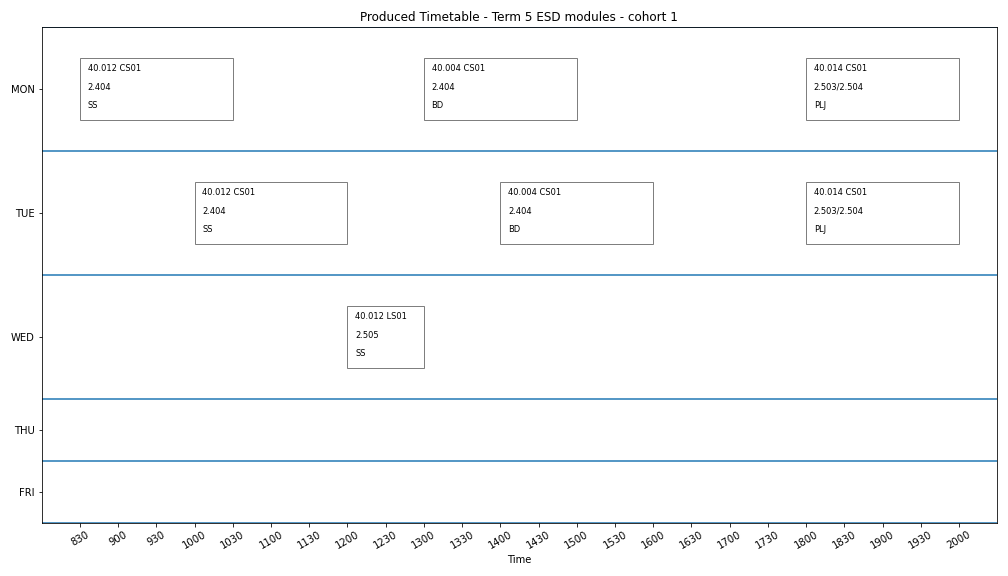 Produced Timetable - Term 5 ESD modules - cohort 1
MON
40.012 CS01
2.404
SS
40.004 CS01
2.404
BD
40.014 CS01
2.503/2.504
PLJ
TUE
40.012 CS01
2.404
SS
40.004 CS01
2.404
BD
40.014 CS01
2.503/2.504
PLJ
WED
40.012 LS01
2.505
SS
THU
FRI
830 900 930 1000 1030 1100 1130 1200 1230 1300 1330 1400 1430 1500 1530 1600 1630 1700 1730 1800 1830 1900 1930 2000
Time